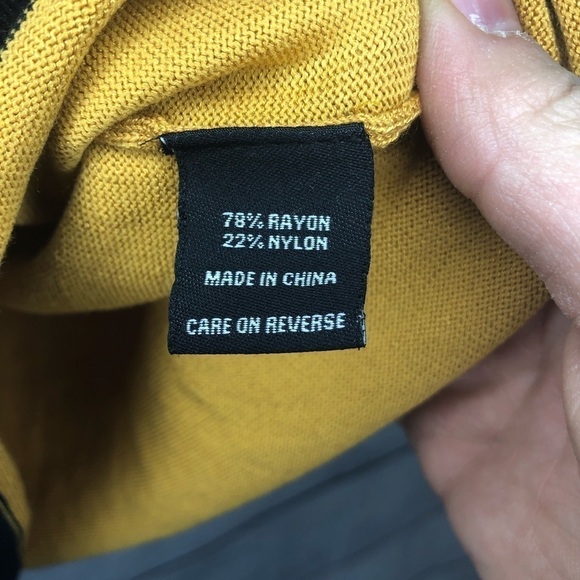 78% RAYON
22% NYLON
MADE IN CHINA
CARE ON REVERSE